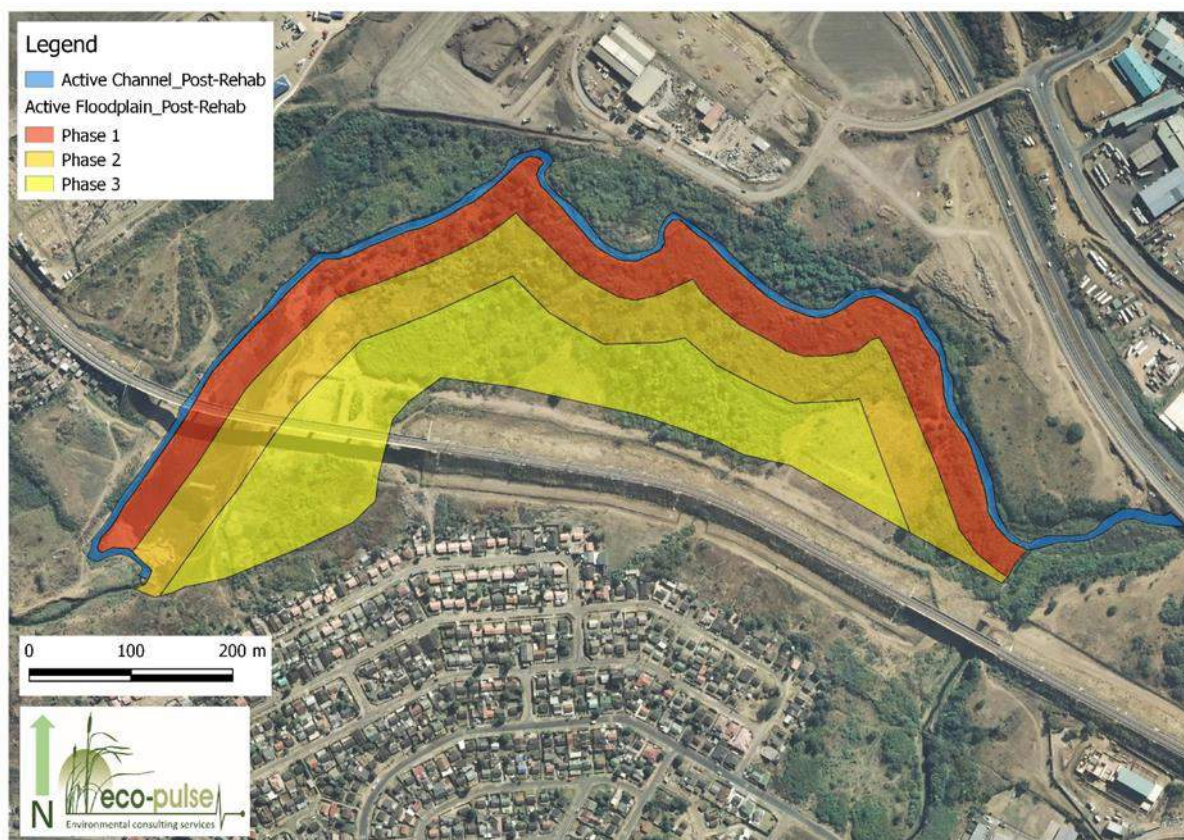 Legend
Active Channel_Post-Rehab
Active Floodplain_Post-Rehab
Phase 1
Phase 2
Phase 3
0 100 200 m
N
eco-pulse
Environmental consulting services